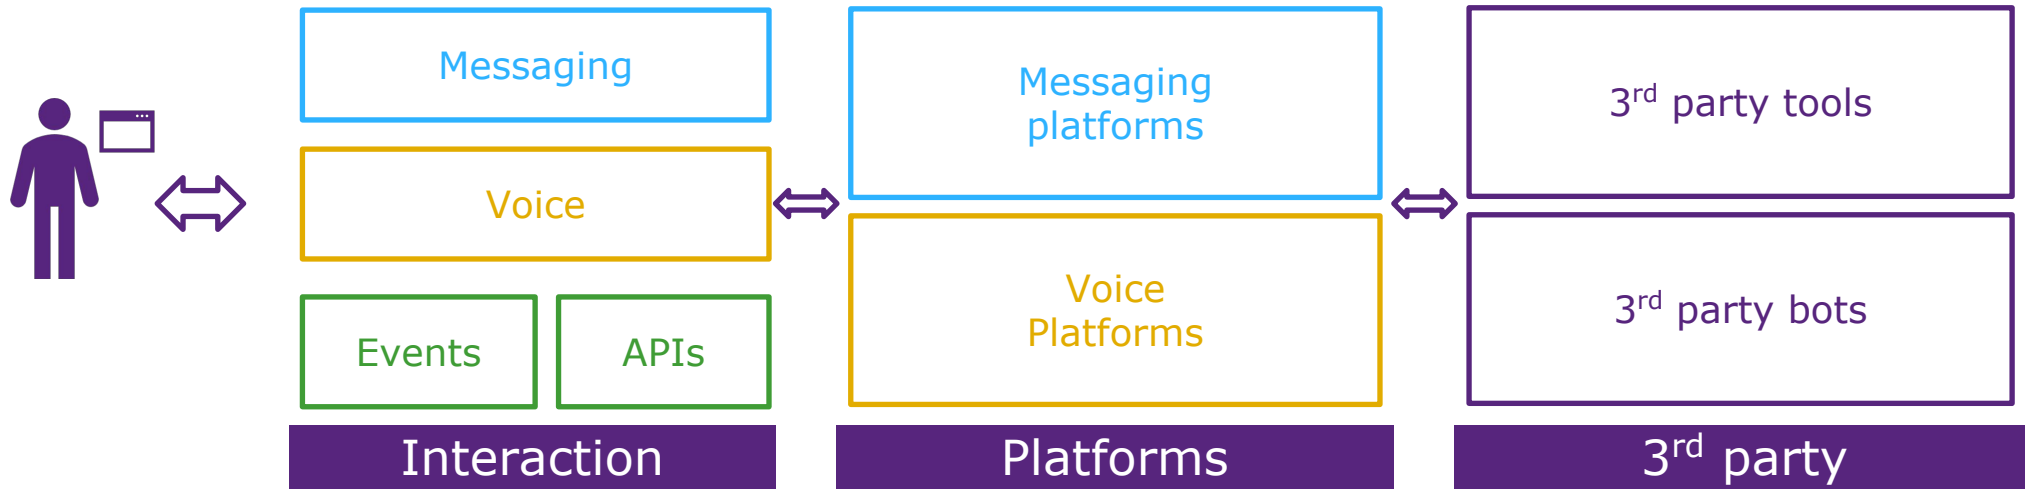 Messaging
Voice
Events
APIs
Interaction
Messaging
platforms
Voice
Platforms
Platforms
3rd party tools
3rd party bots
3rd party